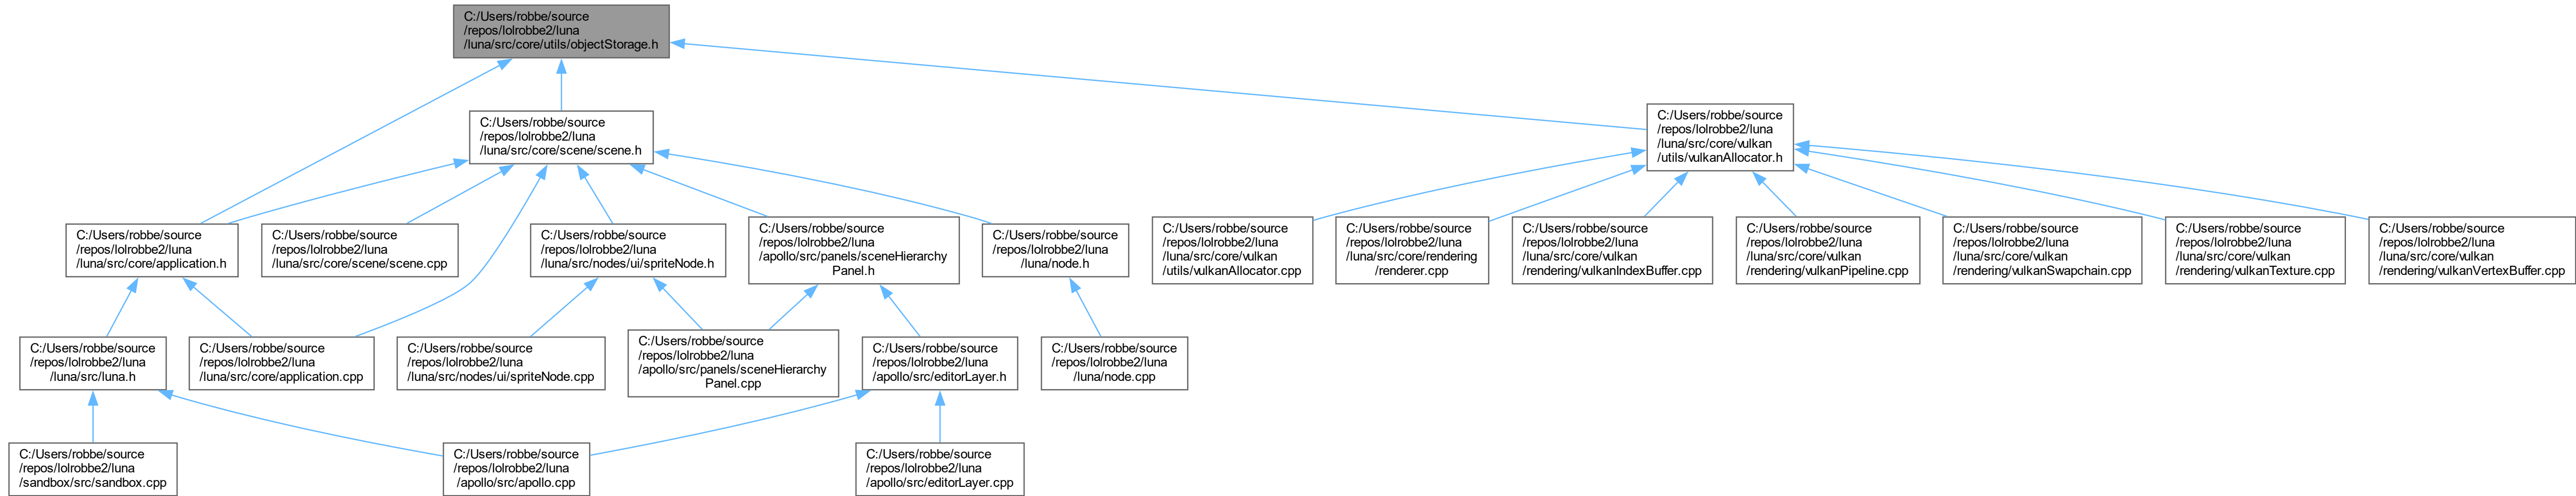 C:/Users/robbe/source
/repos/lolrobbe2/luna
/luna/src/core/utils/objectStorage.h
C:/Users/robbe/source
/repos/lolrobbe2/luna
/luna/src/core/scene/scene.h
C:/Users/robbe/source
/repos/lolrobbe2/luna
/luna/src/core/vulkan
/utils/vulkanAllocator.h
C:/Users/robbe/source
/repos/lolrobbe2/luna
/luna/src/core/application.h
C:/Users/robbe/source
/repos/lolrobbe2/luna
/luna/src/core/scene/scene.cpp
C:/Users/robbe/source
/repos/lolrobbe2/luna
/luna/src/nodes/ui/spriteNode.h
C:/Users/robbe/source
/repos/lolrobbe2/luna
/apollo/src/panels/sceneHierarchy
Panel.h
C:/Users/robbe/source
/repos/lolrobbe2/luna
/luna/node.h
C:/Users/robbe/source
/repos/lolrobbe2/luna
/luna/src/core/vulkan
/utils/vulkanAllocator.cpp
C:/Users/robbe/source
/repos/lolrobbe2/luna
/luna/src/core/rendering
/renderer.cpp
C:/Users/robbe/source
/repos/lolrobbe2/luna
/luna/src/core/vulkan
/rendering/vulkanIndexBuffer.cpp
C:/Users/robbe/source
/repos/lolrobbe2/luna
/luna/src/core/vulkan
/rendering/vulkanPipeline.cpp
C:/Users/robbe/source
/repos/lolrobbe2/luna
/luna/src/core/vulkan
/rendering/vulkanSwapchain.cpp
C:/Users/robbe/source
/repos/lolrobbe2/luna
/luna/src/core/vulkan
/rendering/vulkanTexture.cpp
C:/Users/robbe/source
/repos/lolrobbe2/luna
/luna/src/core/vulkan
/rendering/vulkanVertexBuffer.cpp
C:/Users/robbe/source
/repos/lolrobbe2/luna
/luna/src/luna.h
C:/Users/robbe/source
/repos/lolrobbe2/luna
/luna/src/core/application.cpp
C:/Users/robbe/source
/repos/lolrobbe2/luna
/luna/src/nodes/ui/spriteNode.cpp
C:/Users/robbe/source
/repos/lolrobbe2/luna
/apollo/src/panels/sceneHierarchy
Panel.cpp
C:/Users/robbe/source
/repos/lolrobbe2/luna
/apollo/src/editorLayer.h
C:/Users/robbe/source
/repos/lolrobbe2/luna
/luna/node.cpp
C:/Users/robbe/source
/repos/lolrobbe2/luna
/sandbox/src/sandbox.cpp
C:/Users/robbe/source
/repos/lolrobbe2/luna
/apollo/src/apollo.cpp
C:/Users/robbe/source
/repos/lolrobbe2/luna
/apollo/src/editorLayer.cpp